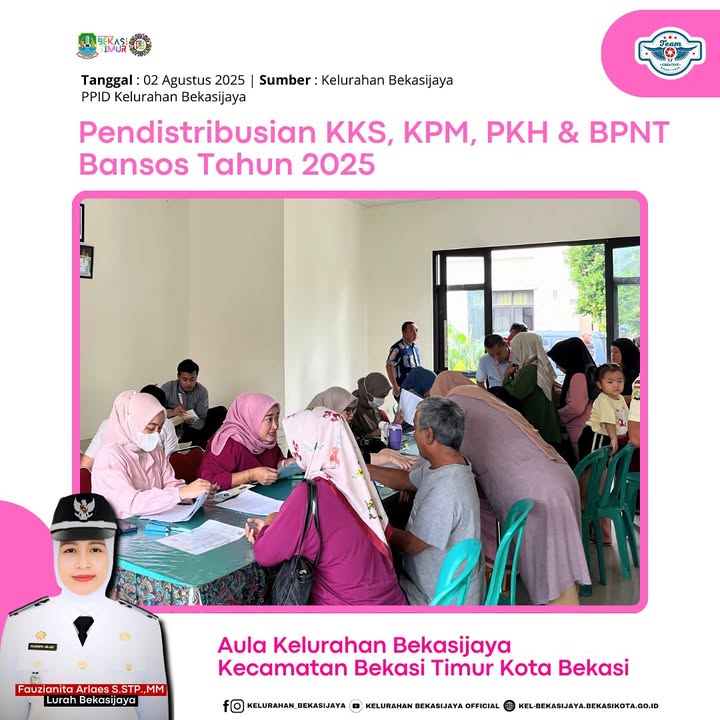 BEKASI
TIMUR
Team
CREATIVE
Tanggal : 02 Agustus 2025 | Sumber : Kelurahan Bekasijaya
PPID Kelurahan Bekasijaya
Pendistribusian KKS, KPM, PKH & BPNT
Bansos Tahun 2025
Fauzianita Arlaes S.STP.,MM
Lurah Bekasijaya
Aula Kelurahan Bekasijaya
Kecamatan Bekasi Timur Kota Bekasi
KELURAHAN_BEKASIJAYA KELURAHAN BEKASIJAYA OFFICIAL KEL-BEKASIJAYA.BEKASIKOTA.GO.ID